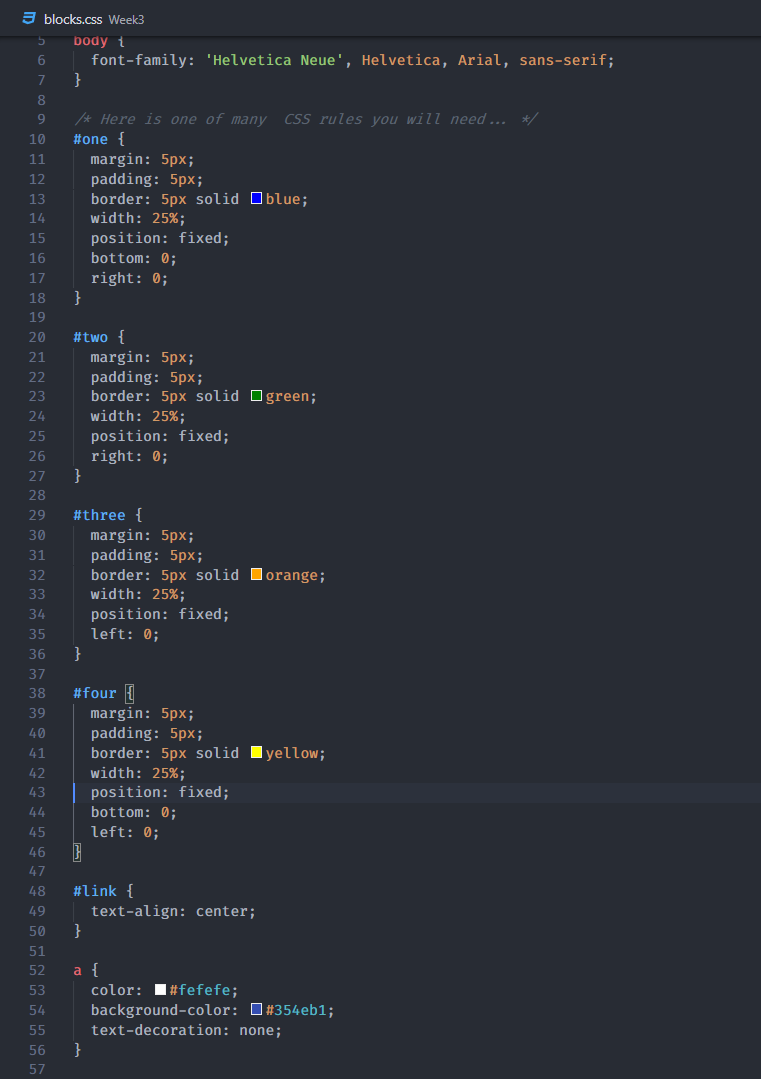 blocks.css Week3
5 body {
6 font-family: 'Helvetica Neue', Helvetica, Arial, sans-serif;
7 }
8
9 /* Here is one of many  CSS rules you will need... */
10 #one {
11 margin: 5px;
12 padding: 5px;
13 border: 5px solid blue;
14 width: 25%;
15 position: fixed;
16 bottom: 0;
17 right: 0;
18 }
19
20 #two {
21 margin: 5px;
22 padding: 5px;
23 border: 5px solid green;
24 width: 25%;
25 position: fixed;
26 right: 0;
27 }
28
29 #three {
30 margin: 5px;
31 padding: 5px;
32 border: 5px solid orange;
33 width: 25%;
34 position: fixed;
35 left: 0;
36 }
37
38 #four {
39 margin: 5px;
40 padding: 5px;
41 border: 5px solid yellow;
42 width: 25%;
43 position: fixed;
44 bottom: 0;
45 left: 0;
46 }
47
48 #link {
49 text-align: center;
50 }
51
52 a {
53 color: #fefefe;
54 background-color: #354eb1;
55 text-decoration: none;
56 }
57